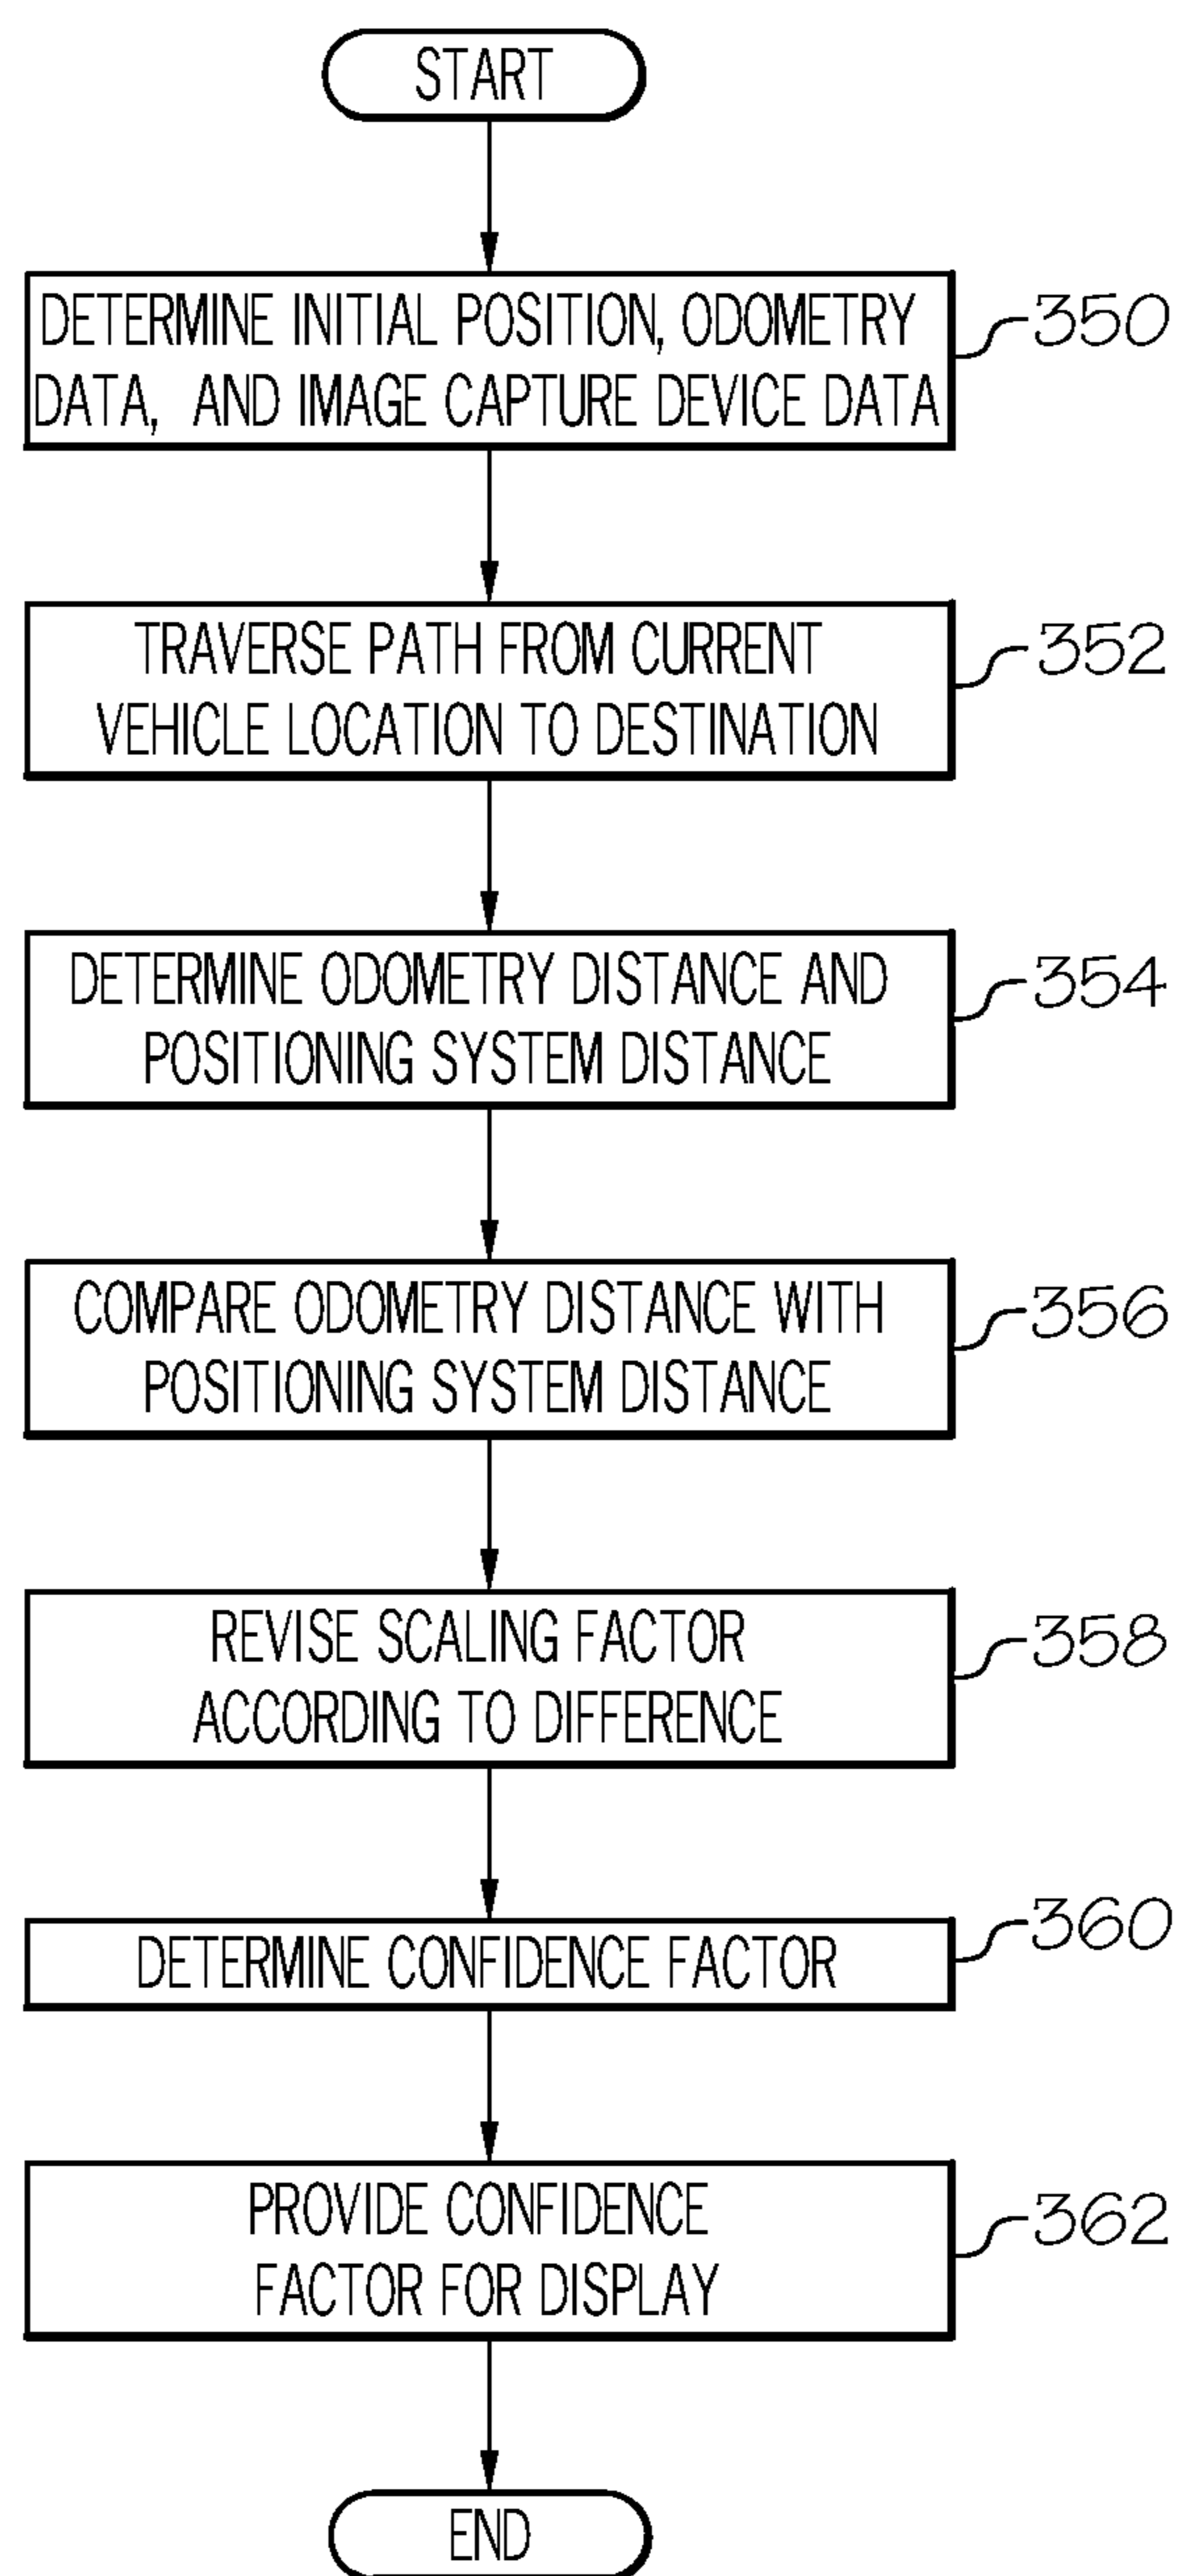 START
DETERMINE INITIAL POSITION, ODOMETRY
DATA, AND IMAGE CAPTURE DEVICE DATA
350
TRAVERSE PATH FROM CURRENT
VEHICLE LOCATION TO DESTINATION
352
DETERMINE ODOMETRY DISTANCE AND
POSITIONING SYSTEM DISTANCE
354
COMPARE ODOMETRY DISTANCE WITH
POSITIONING SYSTEM DISTANCE
356
REVISE SCALING FACTOR
ACCORDING TO DIFFERENCE
358
DETERMINE CONFIDENCE FACTOR
360
PROVIDE CONFIDENCE
FACTOR FOR DISPLAY
362
END